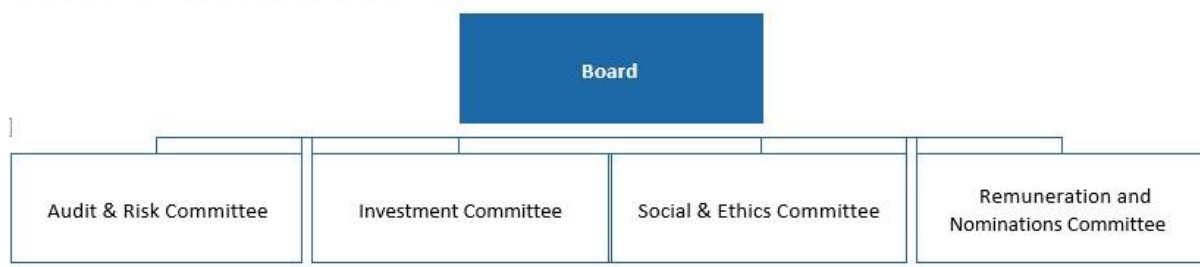 Board
Audit & Risk Committee
Investment Committee
Social & Ethics Committee
Remuneration and
Nominations Committee